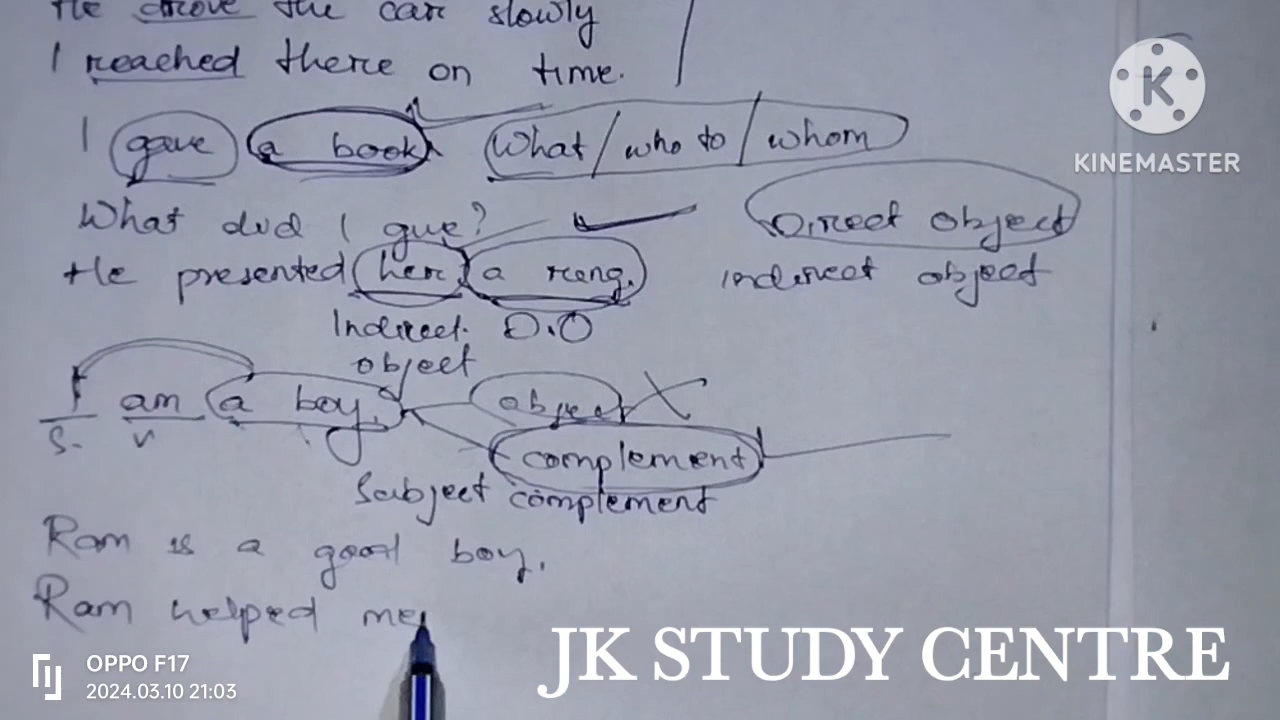 He drove the car slowly
I reached there on time.
I gave a book What/who to/whom
What did I give? Direct object
He presented her a ring. Indirect object
Indirect object D.O
I am a boy. object
S. V complement
Subject complement
Ram is a good boy.
Ram helped me
K
KINEMASTER
JK STUDY CENTRE
OPPO F17
2024.03.10 21:03